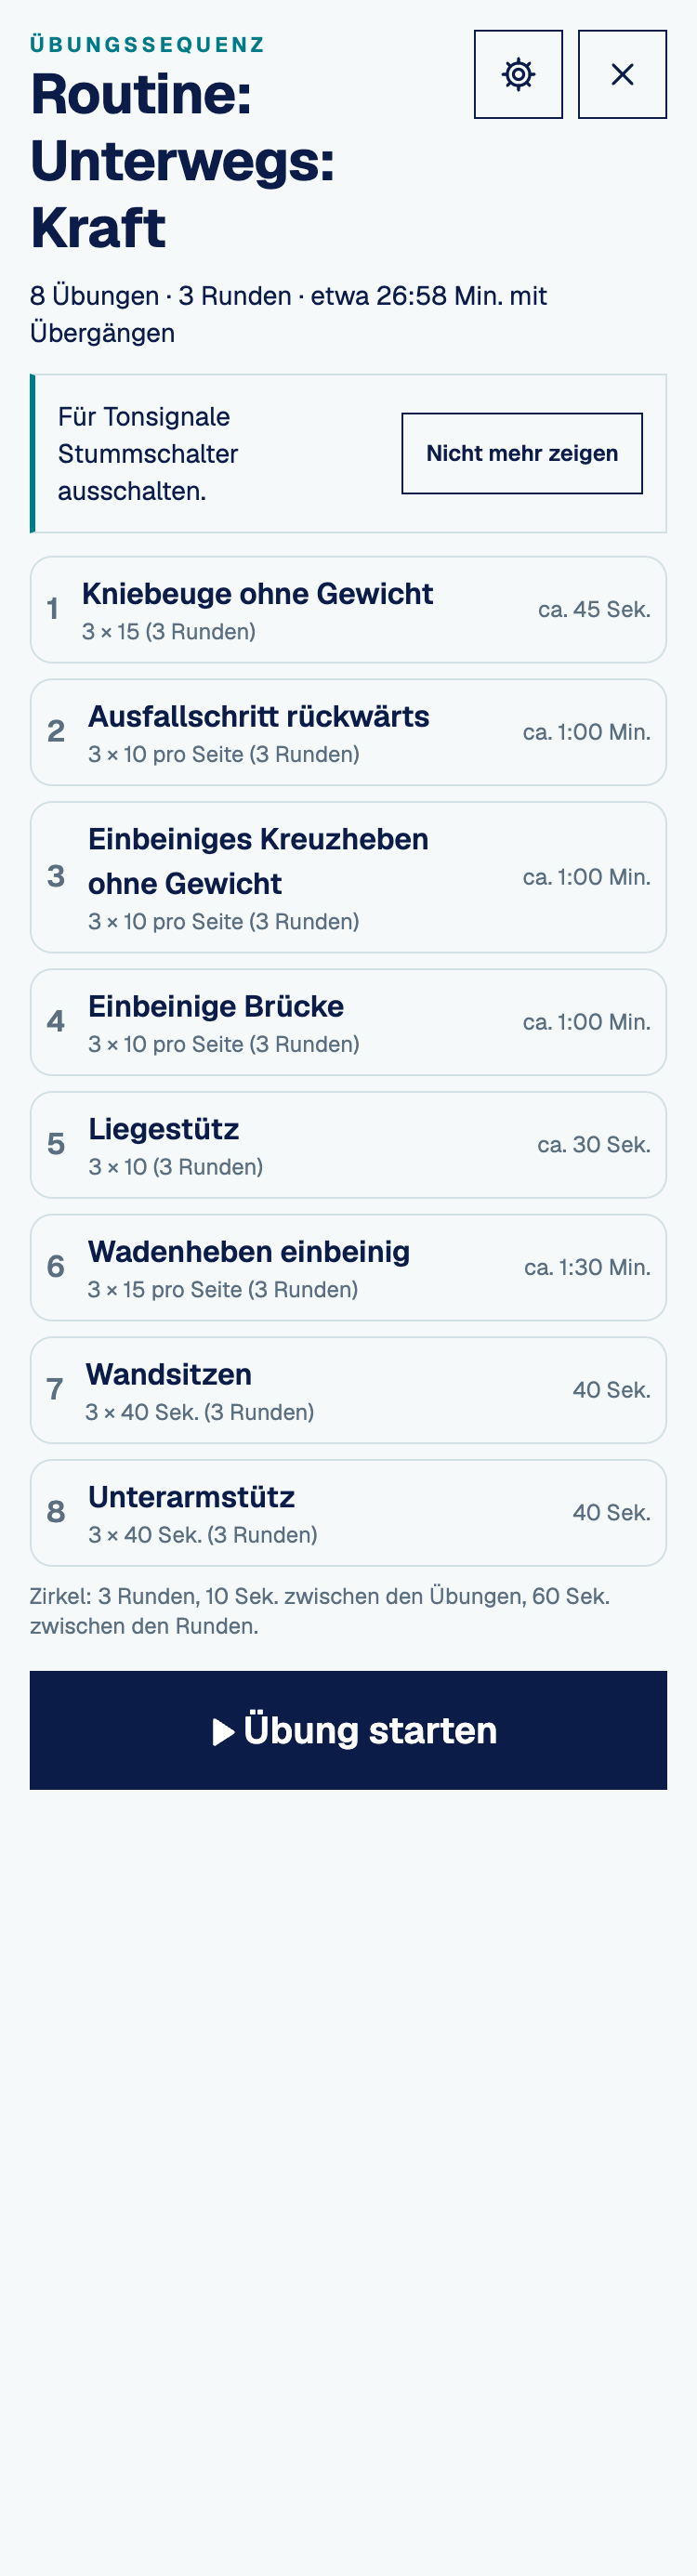 ÜBUNGSSEQUENZ
Routine:
Unterwegs:
Kraft
8 Übungen · 3 Runden · etwa 26:58 Min. mit
Übergängen
Für Tonsignale
Stummschalter
ausschalten.
Nicht mehr zeigen
1 Kniebeuge ohne Gewicht
3 × 15 (3 Runden)
ca. 45 Sek.
2 Ausfallschritt rückwärts
3 × 10 pro Seite (3 Runden)
ca. 1:00 Min.
3 Einbeiniges Kreuzheben
ohne Gewicht
3 × 10 pro Seite (3 Runden)
ca. 1:00 Min.
4 Einbeinige Brücke
3 × 10 pro Seite (3 Runden)
ca. 1:00 Min.
5 Liegestütz
3 × 10 (3 Runden)
ca. 30 Sek.
6 Wadenheben einbeinig
3 × 15 pro Seite (3 Runden)
ca. 1:30 Min.
7 Wandsitzen
3 × 40 Sek. (3 Runden)
40 Sek.
8 Unterarmstütz
3 × 40 Sek. (3 Runden)
40 Sek.
Zirkel: 3 Runden, 10 Sek. zwischen den Übungen, 60 Sek.
zwischen den Runden.
Übung starten